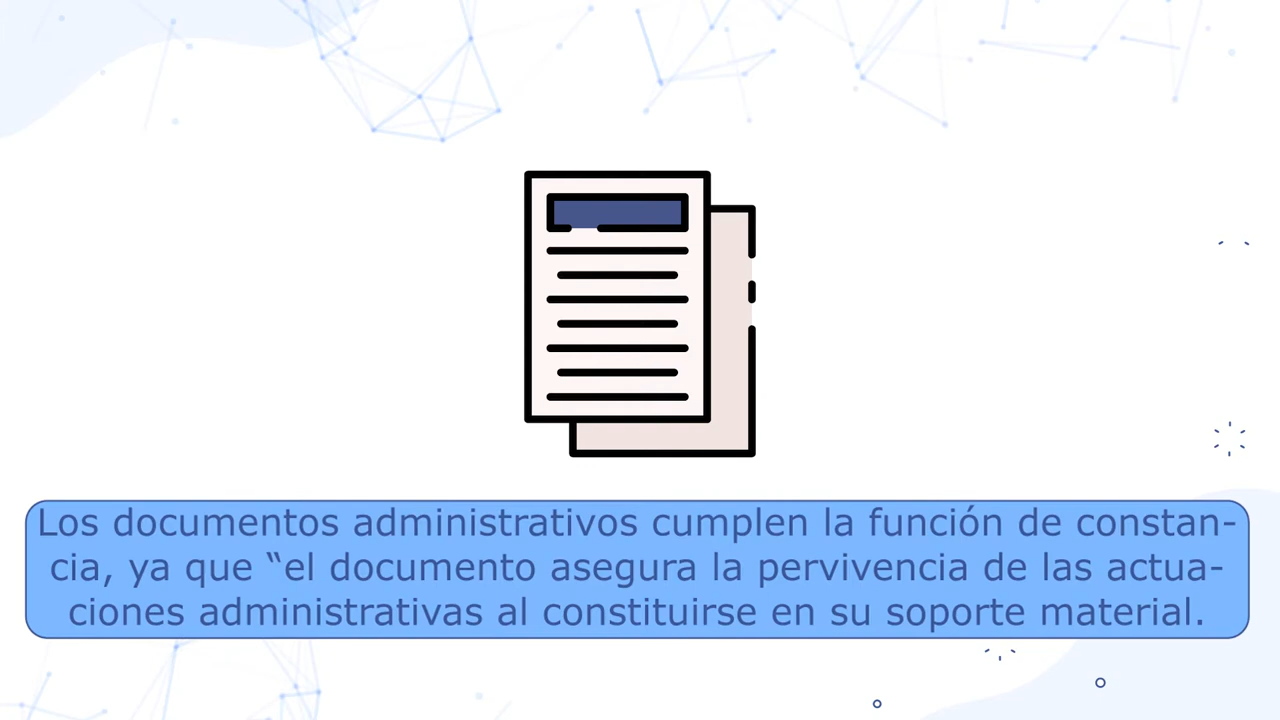 Los documentos administrativos cumplen la función de constan-
cia, ya que “el documento asegura la pervivencia de las actua-
ciones administrativas al constituirse en su soporte material.